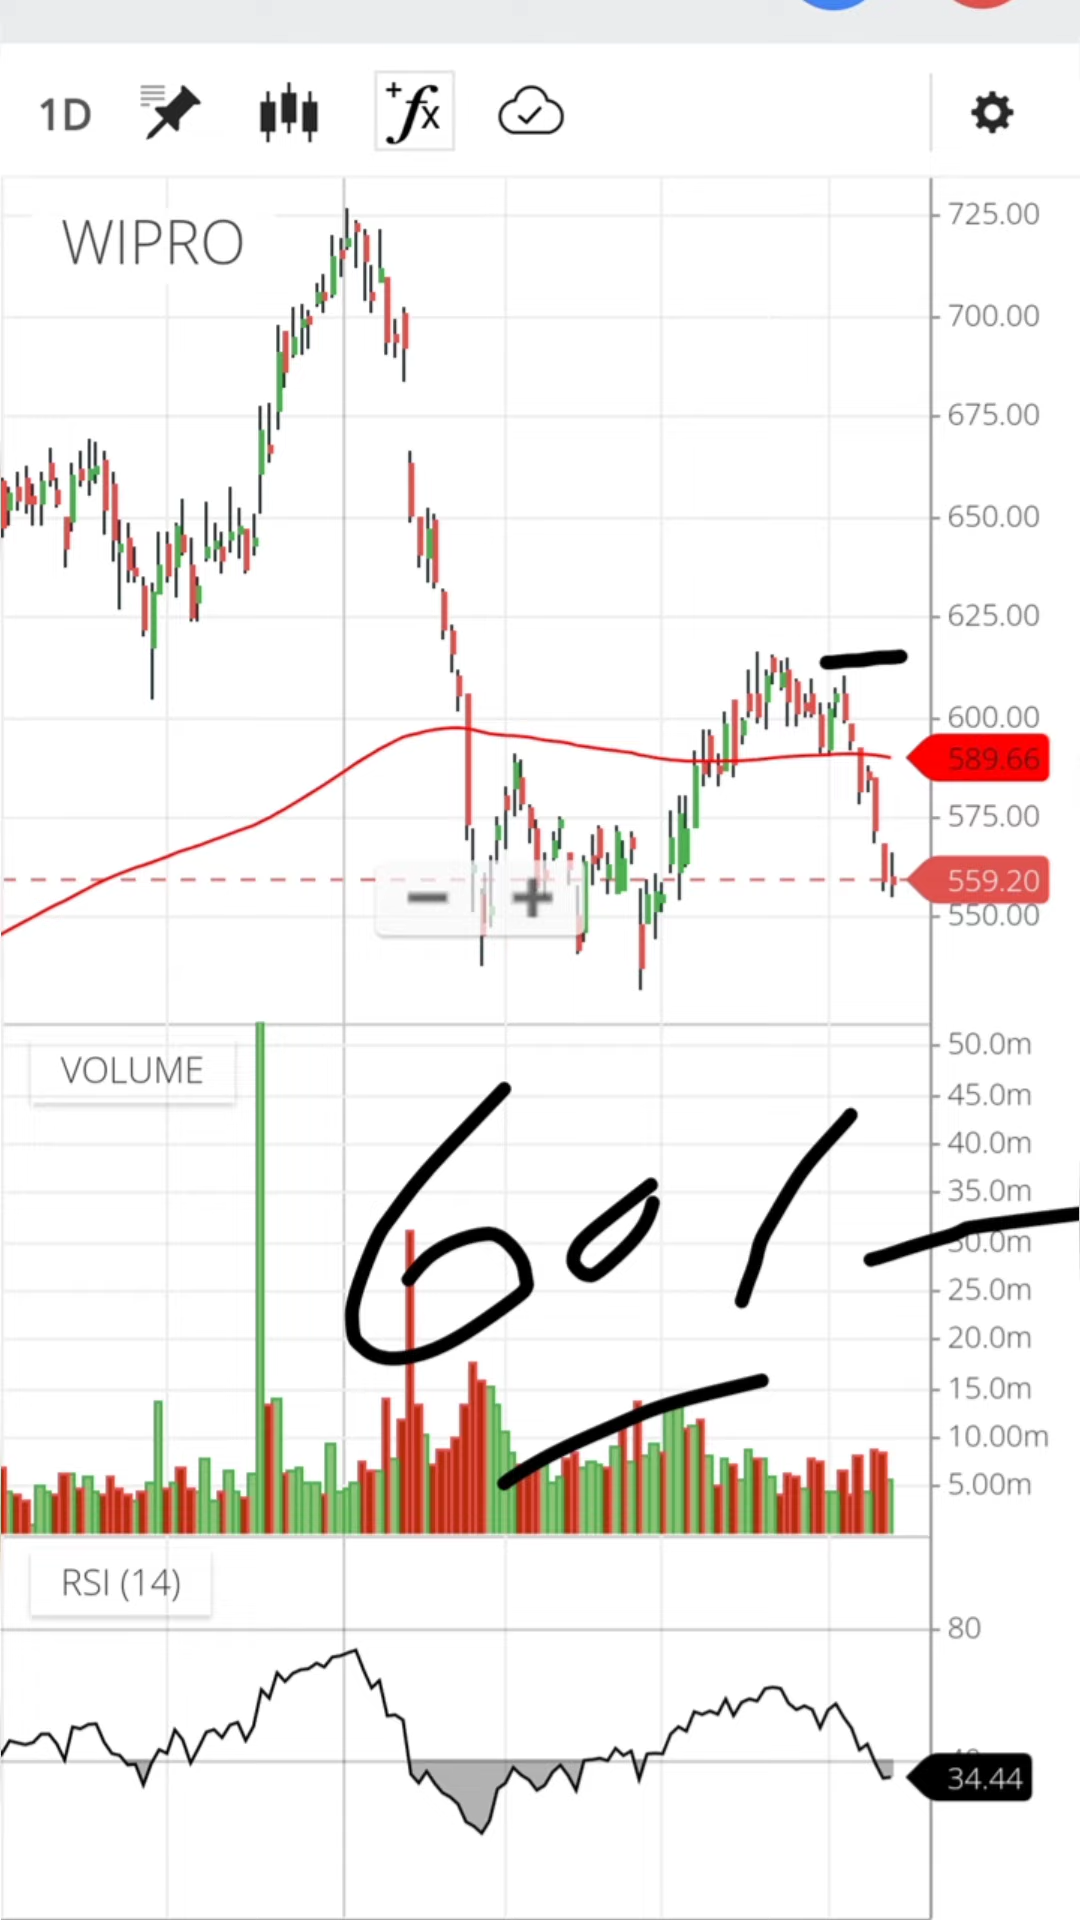 1D
+fx
WIPRO
725.00
700.00
675.00
650.00
625.00
600.00
589.66
575.00
559.20
550.00
VOLUME
50.0m
45.0m
40.0m
35.0m
30.0m
25.0m
20.0m
15.0m
10.00m
5.00m
60
RSI (14)
80
40
34.44